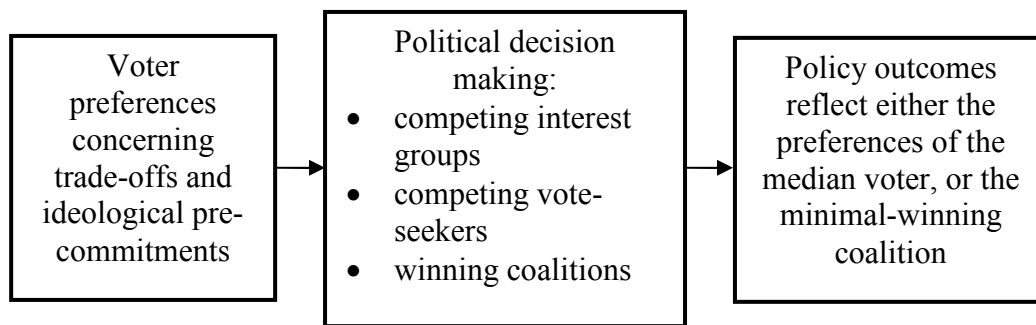 Voter
preferences
concerning
trade-offs and
ideological pre-
commitments
Political decision
making:
• competing interest
groups
• competing vote-
seekers
• winning coalitions
Policy outcomes
reflect either the
preferences of the
median voter, or the
minimal-winning
coalition